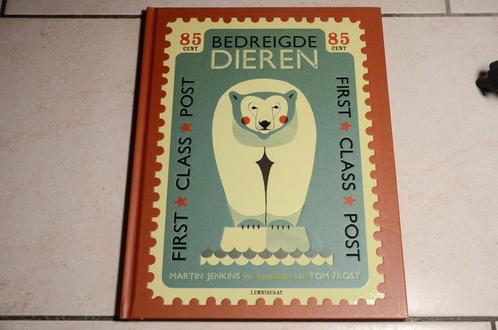 85 CENT
BEDREIGDE
DIEREN
85 CENT
FIRST ★ CLASS ★ POST
FIRST ★ CLASS ★ POST
MARTIN JENKINS MET TEKENINGEN VAN TOM FROST
LEMNISCAAT